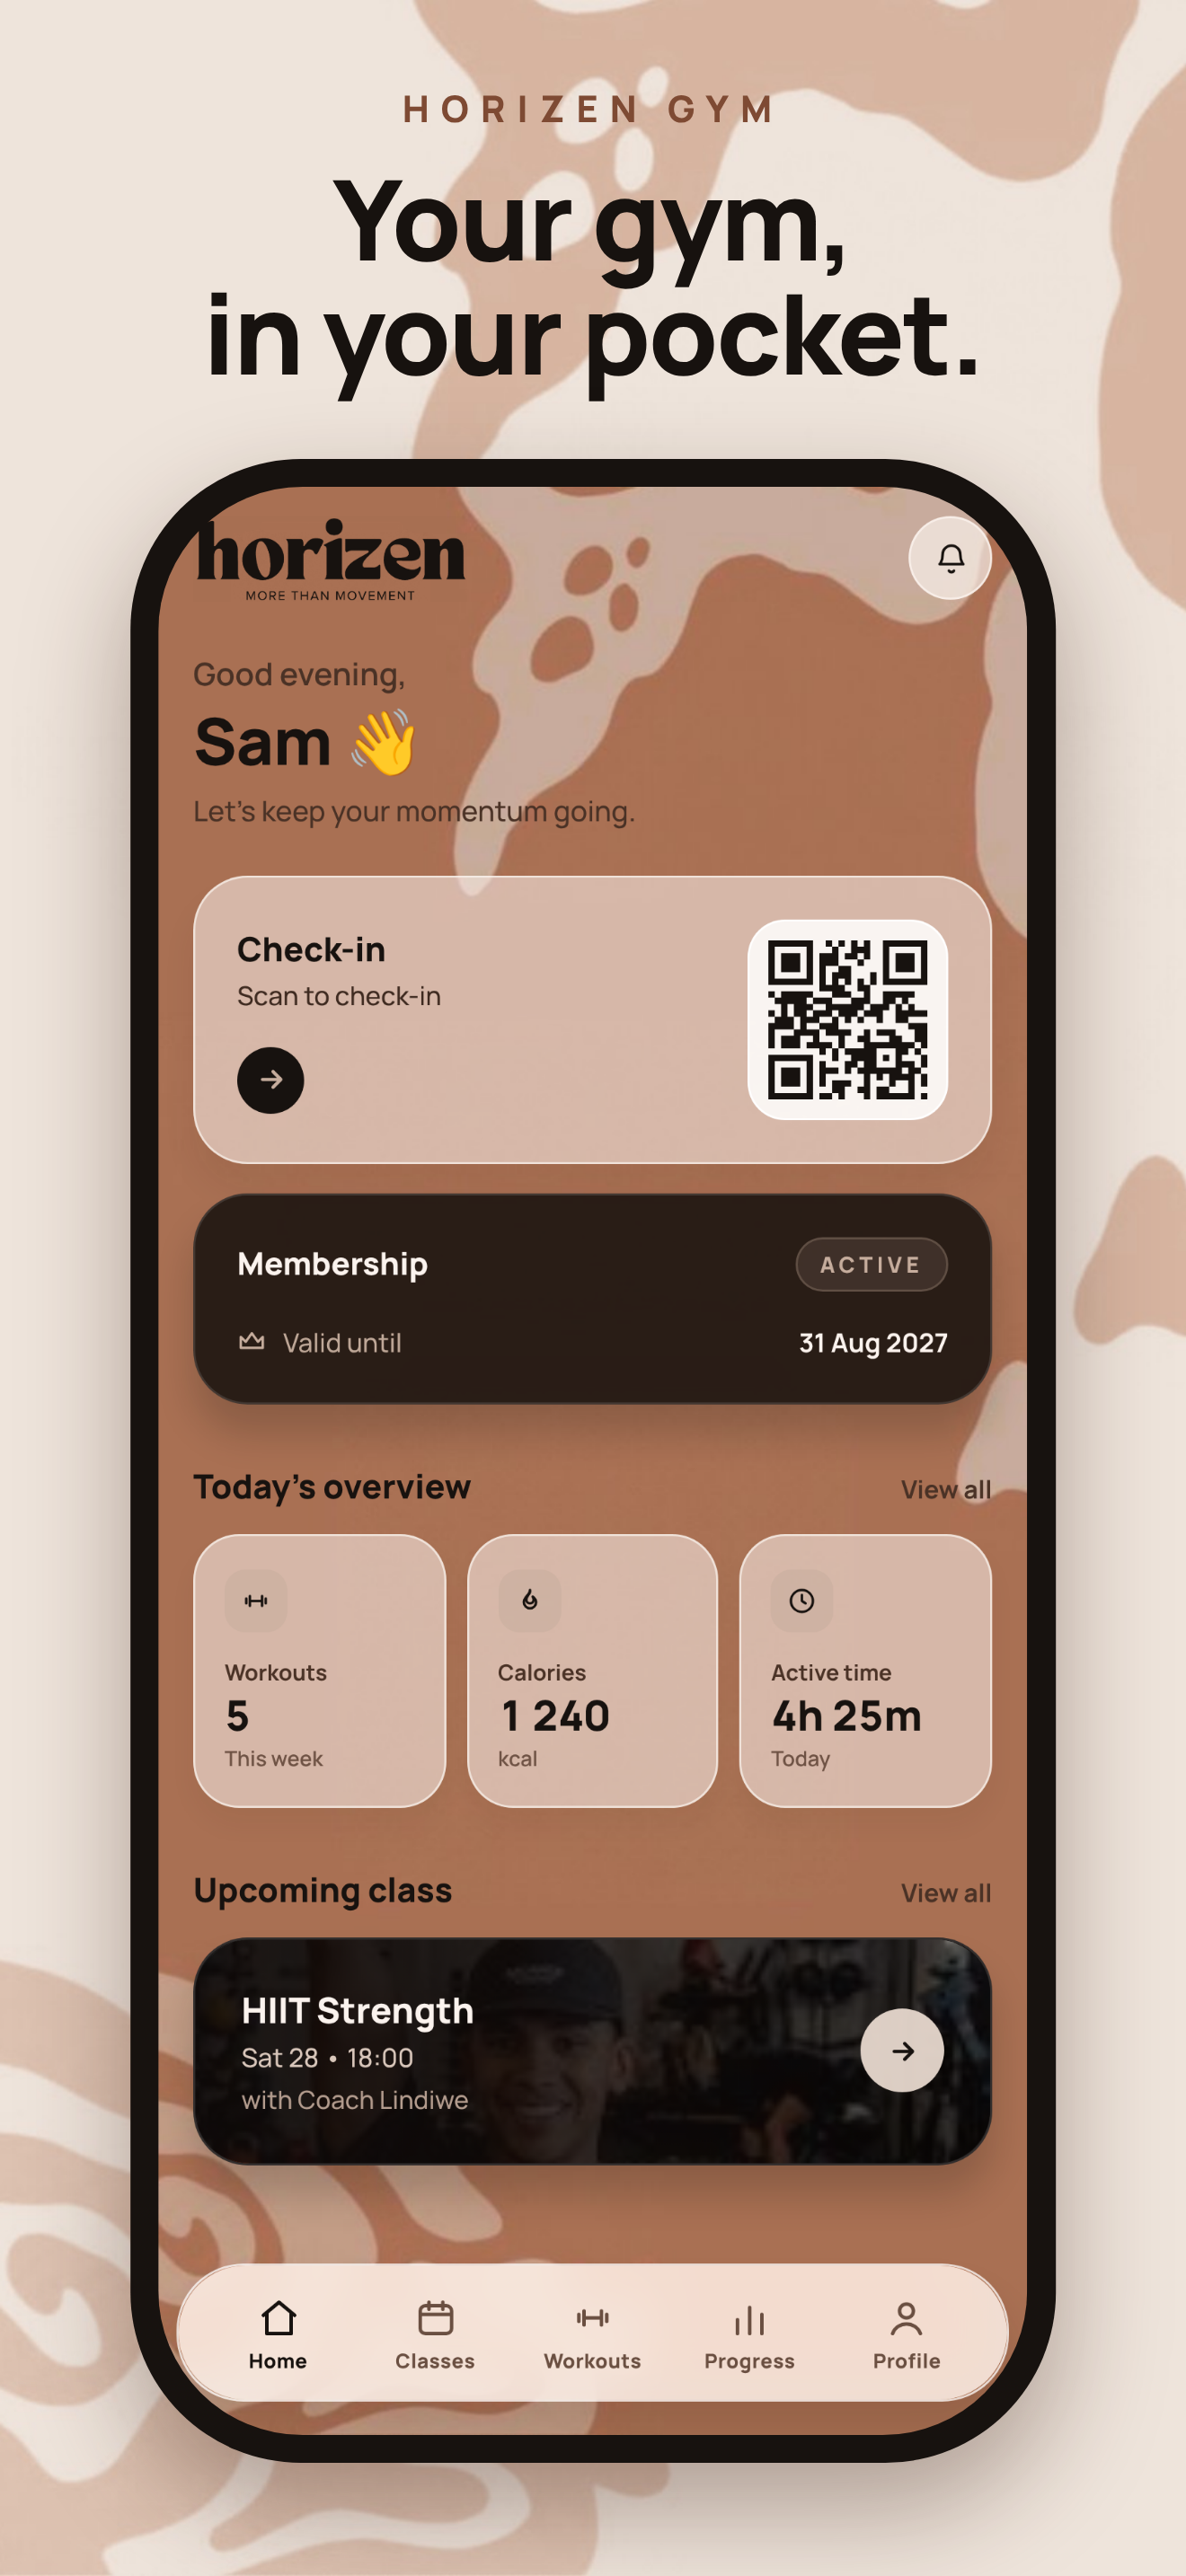 HORIZEN GYM
Your gym,
in your pocket.
horizen
MORE THAN MOVEMENT
Good evening,
Sam 👋
Let's keep your momentum going.
Check-in
Scan to check-in
Membership
ACTIVE
Valid until
31 Aug 2027
Today's overview
View all
Workouts
5
This week
Calories
1 240
kcal
Active time
4h 25m
Today
Upcoming class
View all
HIIT Strength
Sat 28 • 18:00
with Coach Lindiwe
Home
Classes
Workouts
Progress
Profile